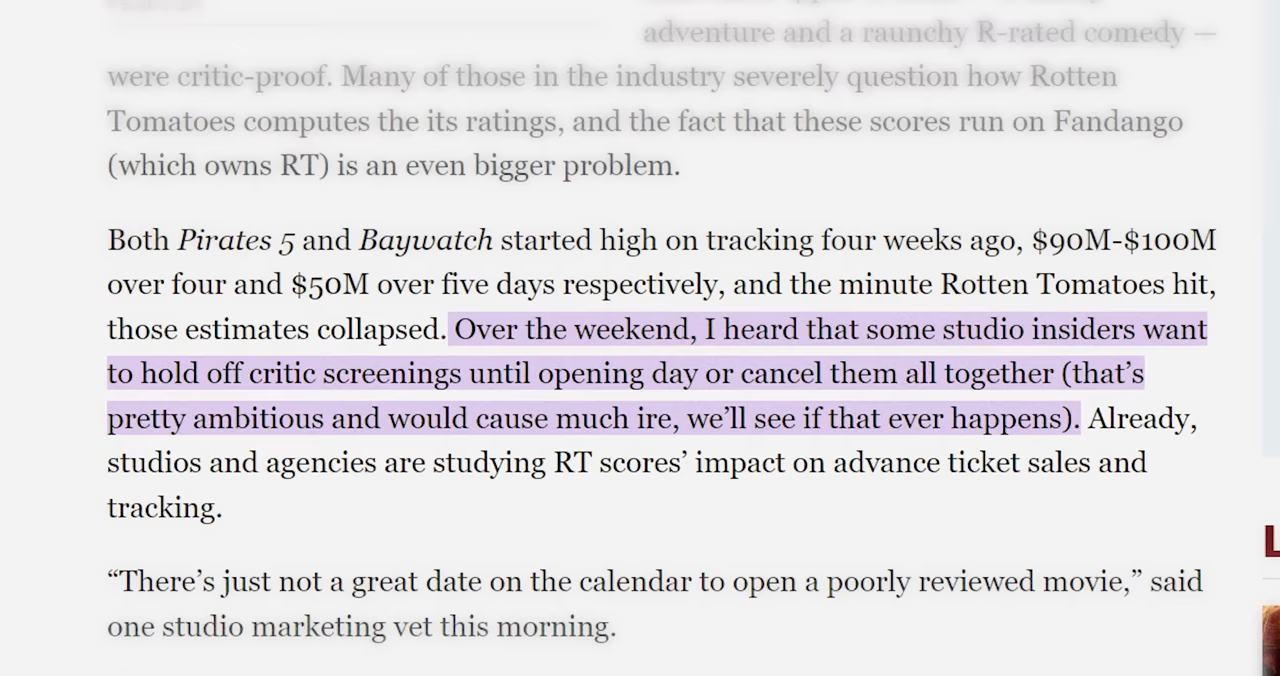 adventure and a raunchy R-rated comedy —
were critic-proof. Many of those in the industry severely question how Rotten
Tomatoes computes the its ratings, and the fact that these scores run on Fandango
(which owns RT) is an even bigger problem.
Both Pirates 5 and Baywatch started high on tracking four weeks ago, $90M-$100M
over four and $50M over five days respectively, and the minute Rotten Tomatoes hit,
those estimates collapsed. Over the weekend, I heard that some studio insiders want
to hold off critic screenings until opening day or cancel them all together (that’s
pretty ambitious and would cause much ire, we’ll see if that ever happens). Already,
studios and agencies are studying RT scores’ impact on advance ticket sales and
tracking.
“There’s just not a great date on the calendar to open a poorly reviewed movie,” said
one studio marketing vet this morning.
L